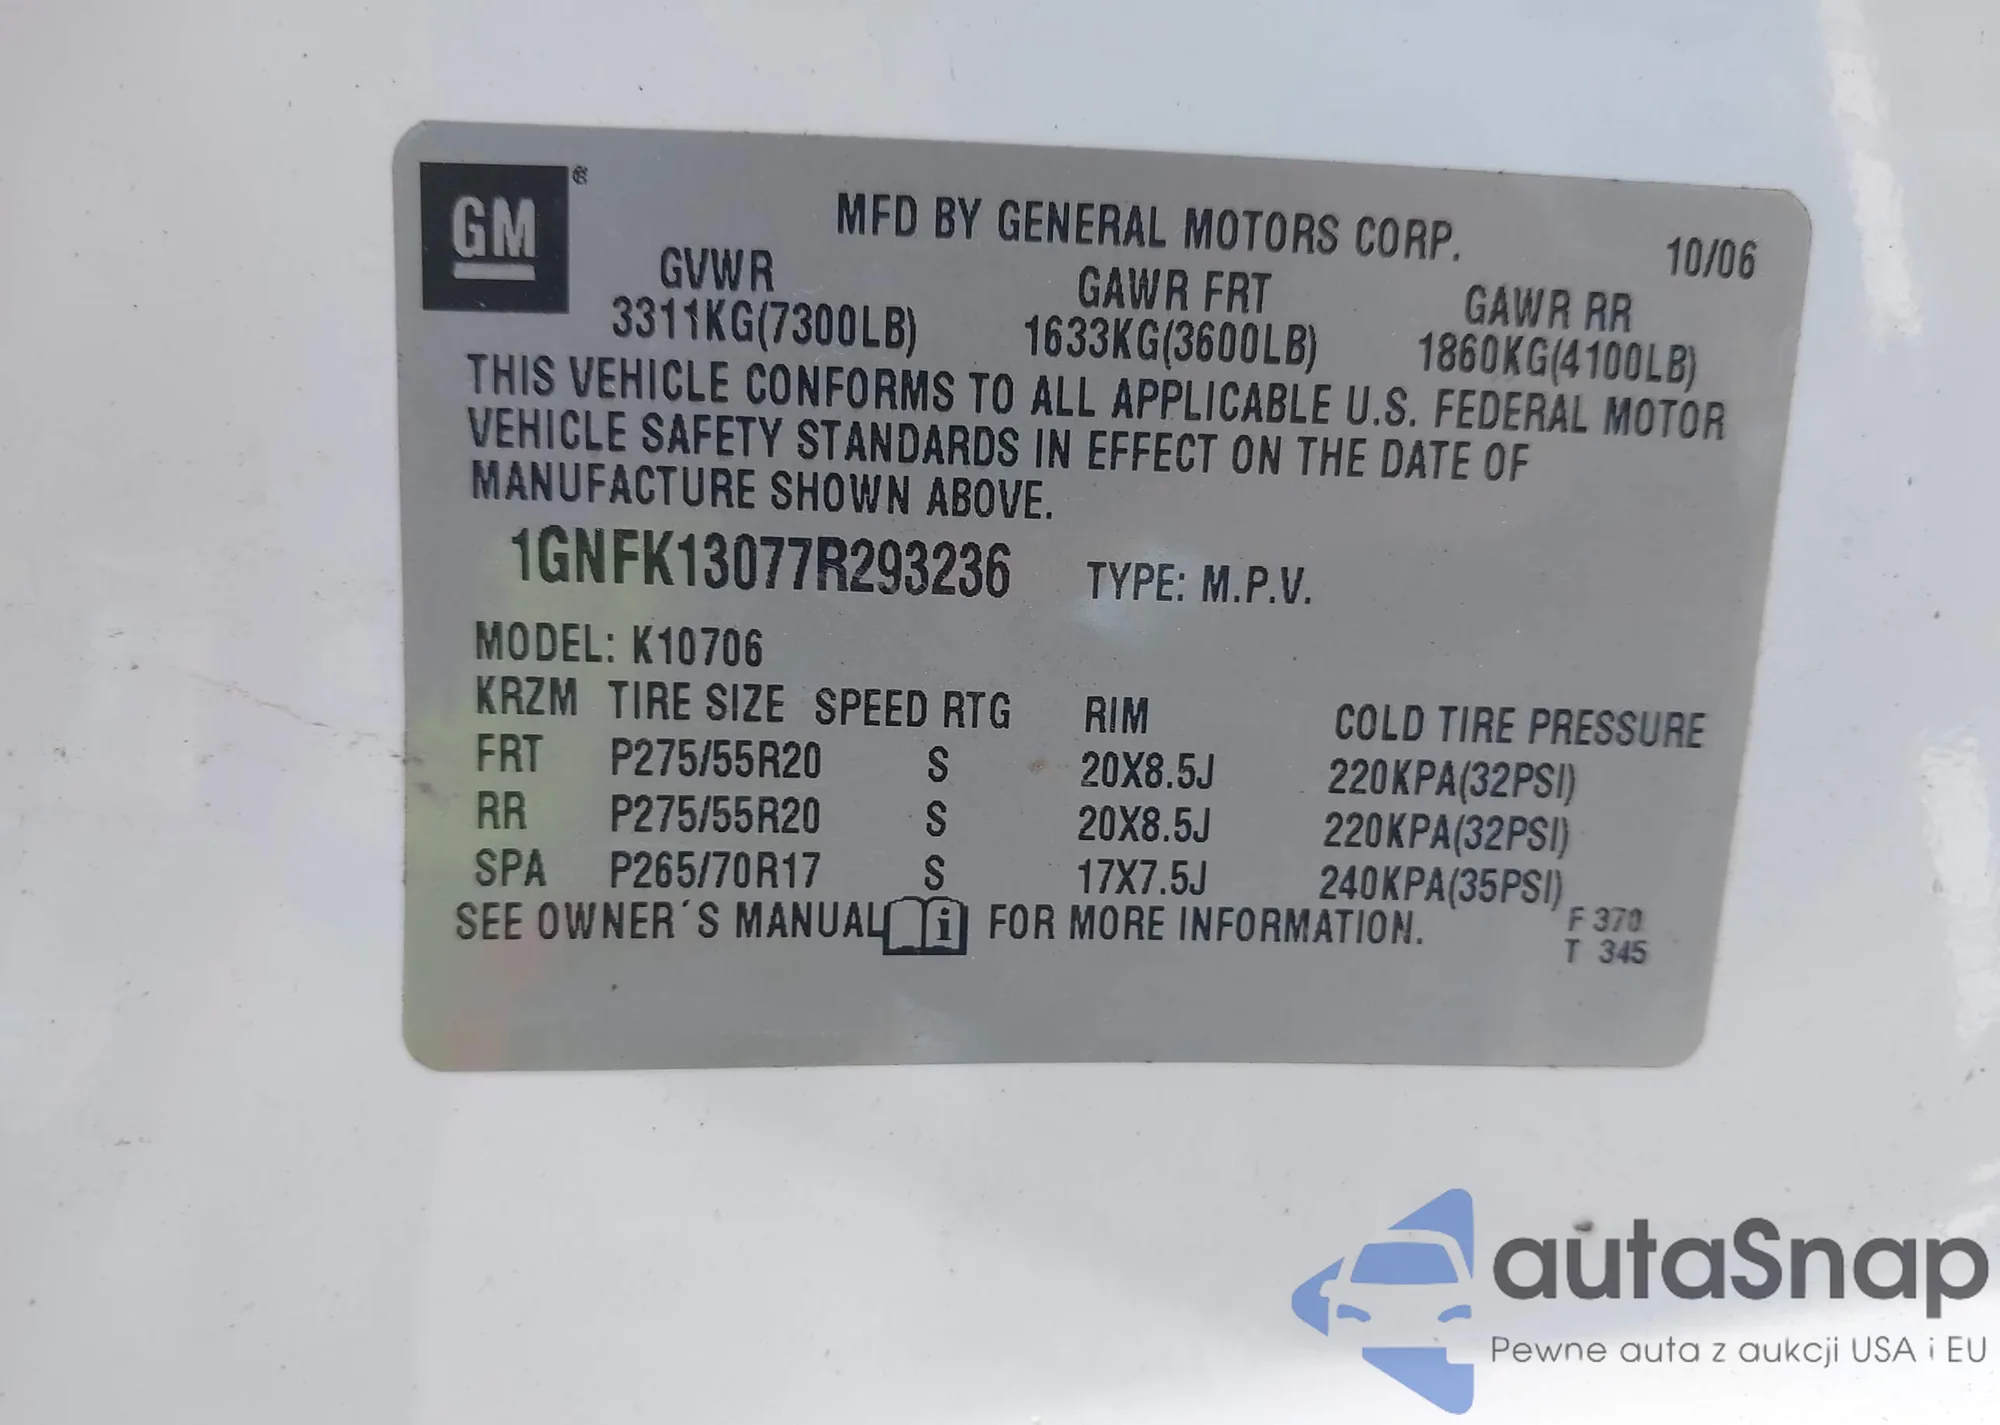 GM®
MFD BY GENERAL MOTORS CORP. 10/06
GVWR GAWR FRT GAWR RR
3311KG(7300LB) 1633KG(3600LB) 1860KG(4100LB)
THIS VEHICLE CONFORMS TO ALL APPLICABLE U.S. FEDERAL MOTOR
VEHICLE SAFETY STANDARDS IN EFFECT ON THE DATE OF
MANUFACTURE SHOWN ABOVE.
1GNFK13077R293236 TYPE: M.P.V.
MODEL: K10706
KRZM TIRE SIZE SPEED RTG RIM COLD TIRE PRESSURE
FRT P275/55R20 S 20X8.5J 220KPA(32PSI)
RR P275/55R20 S 20X8.5J 220KPA(32PSI)
SPA P265/70R17 S 17X7.5J 240KPA(35PSI)
SEE OWNER´S MANUAL i FOR MORE INFORMATION.
F 370
T 345
autaSnap
Pewne auta z aukcji USA i EU